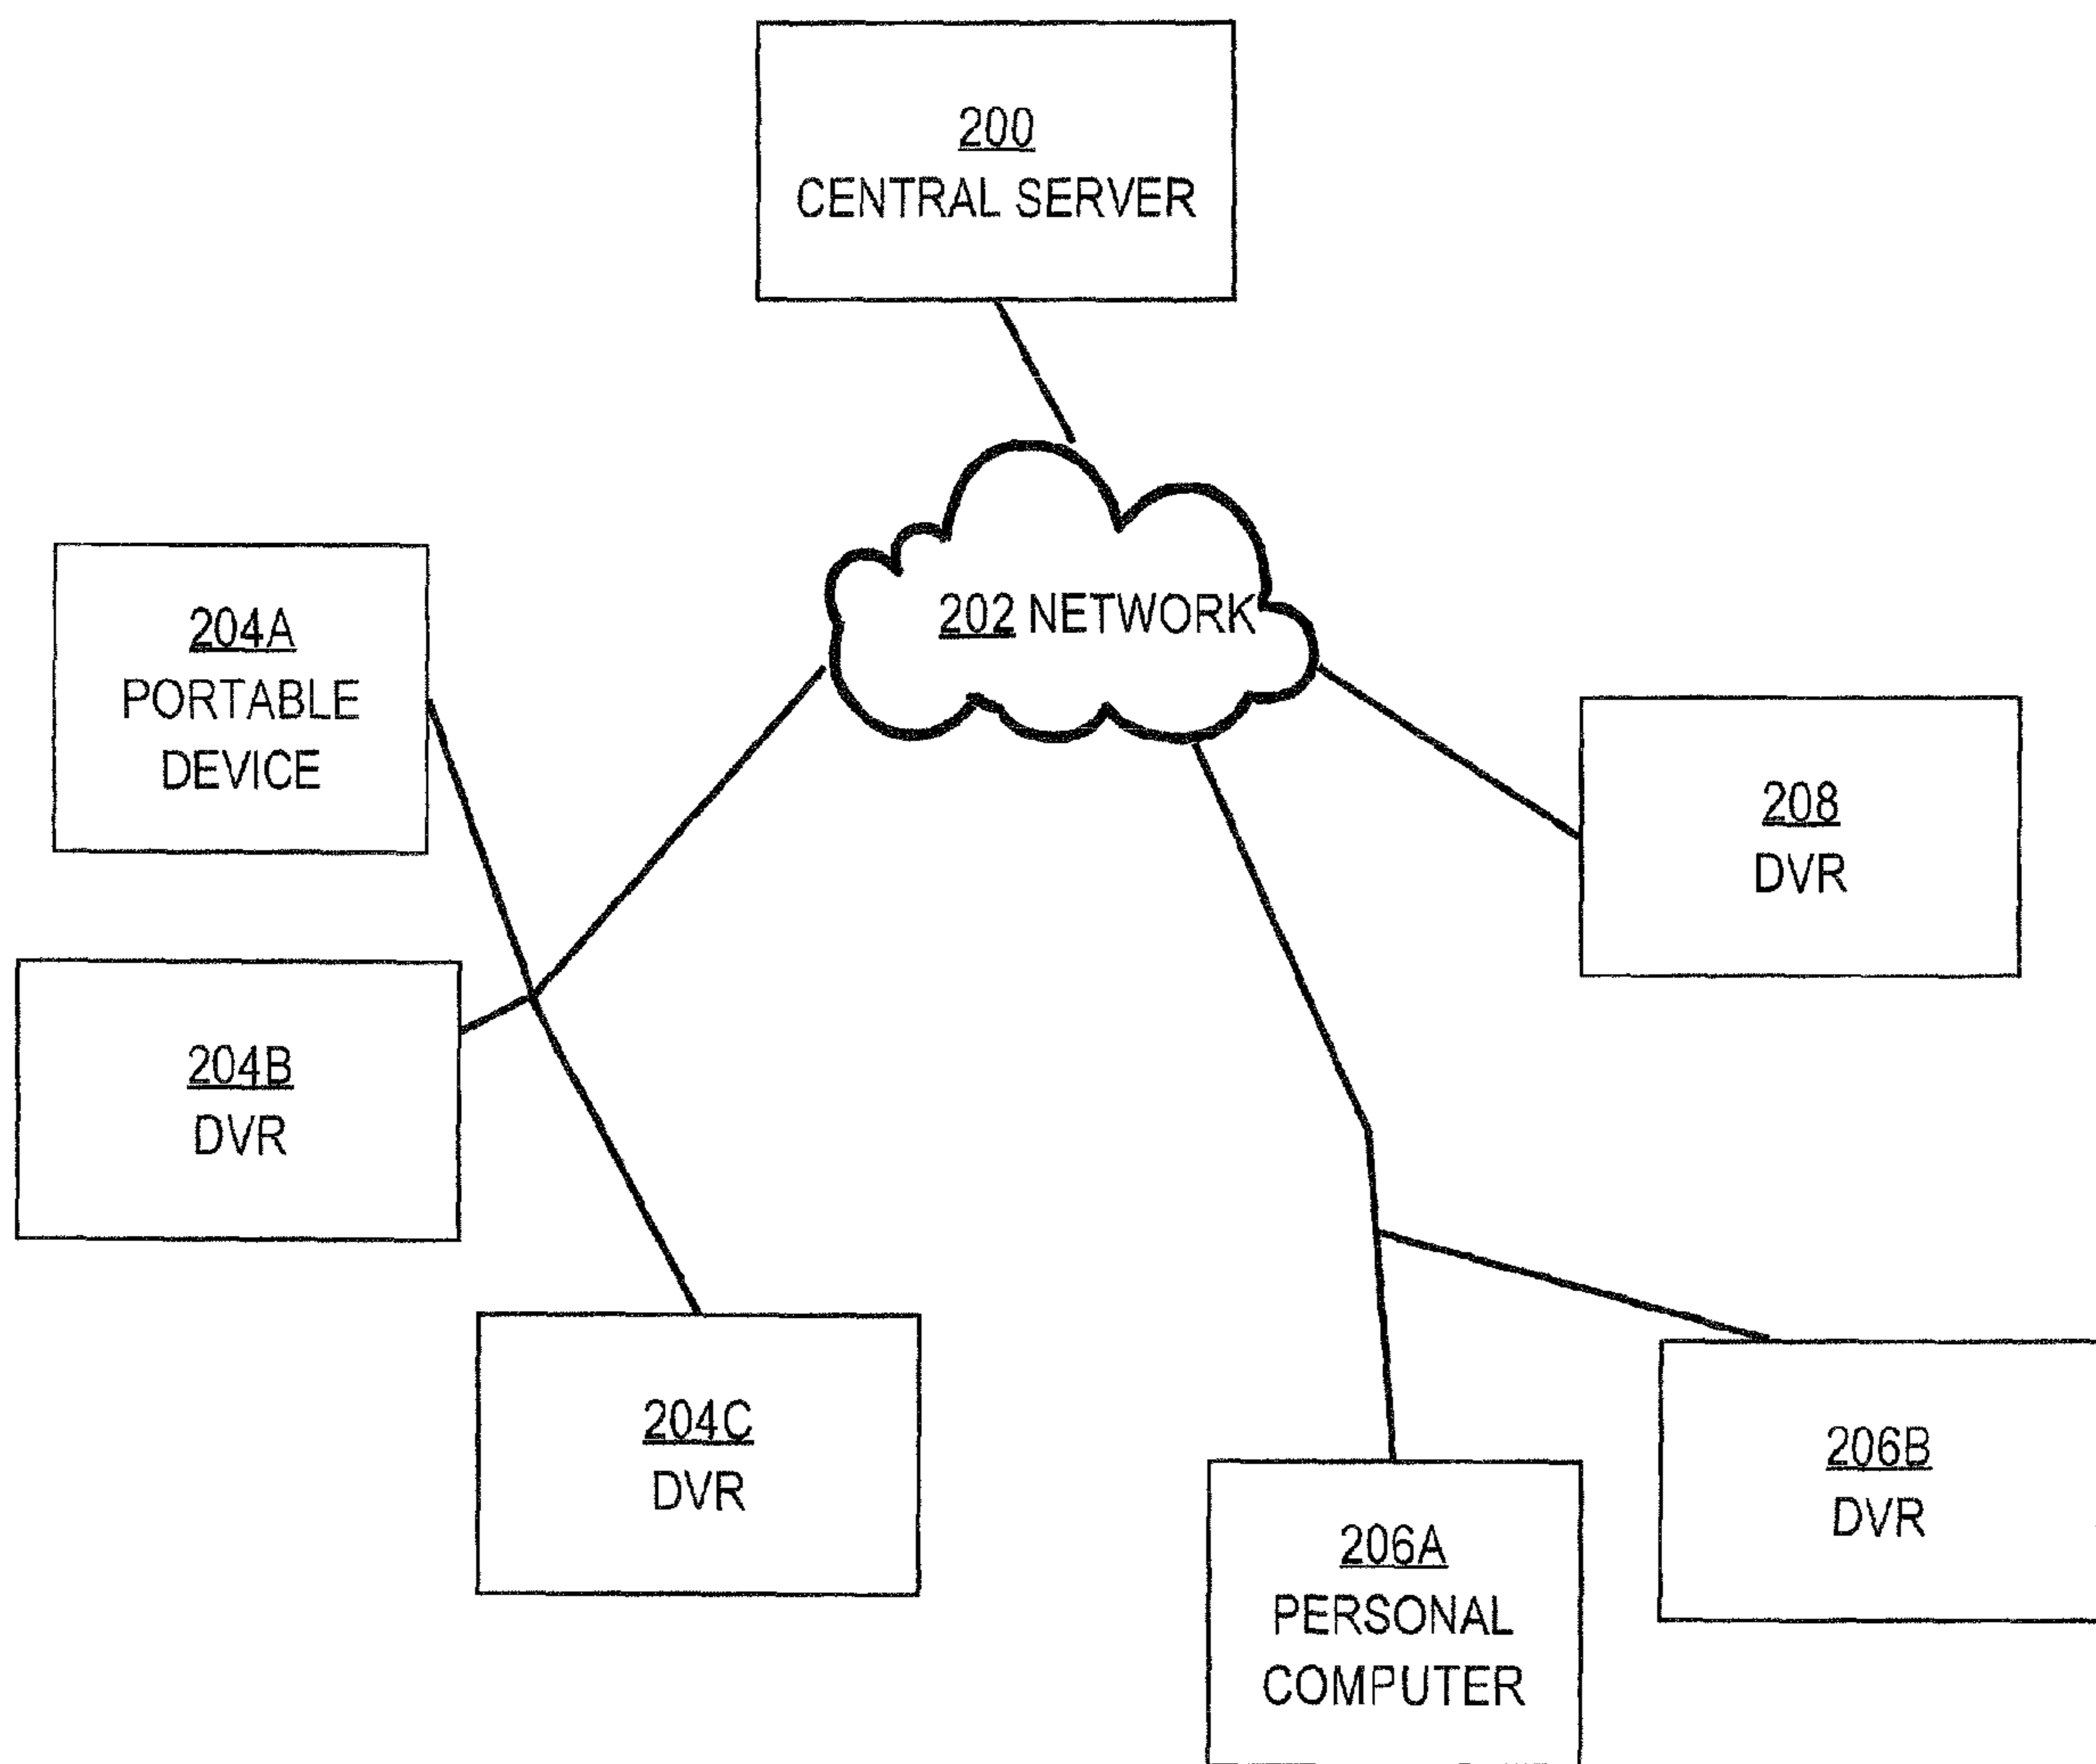 200
CENTRAL SERVER
202 NETWORK
204A
PORTABLE
DEVICE
208
DVR
204B
DVR
204C
DVR
206B
DVR
206A
PERSONAL
COMPUTER